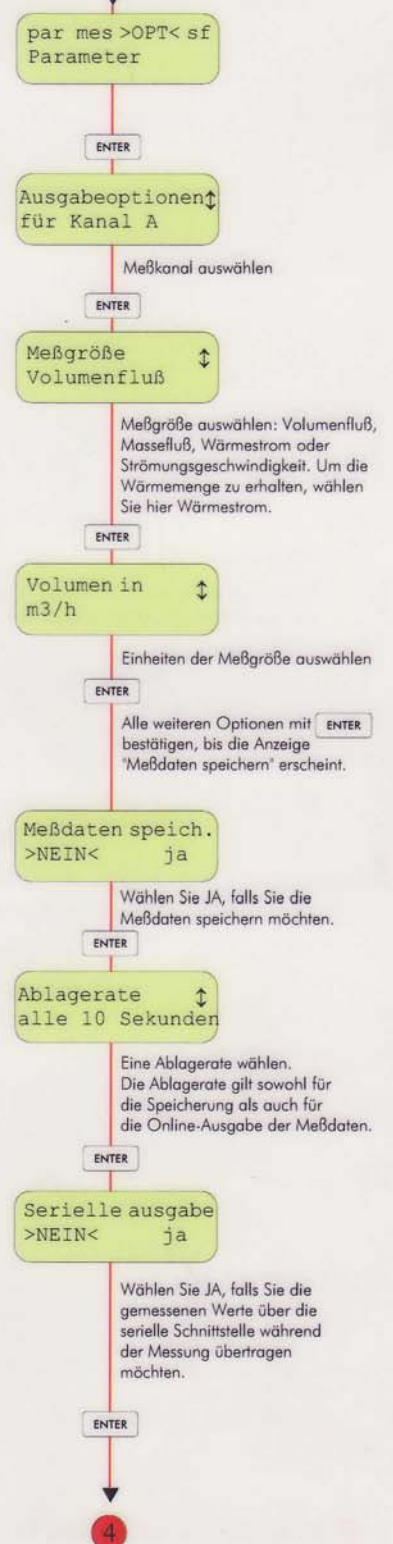 par mes >OPT< sf
Parameter
ENTER
Ausgabeoptionen↕
für Kanal A
Meßkanal auswählen
ENTER
Meßgröße ↕
Volumenfluß
Meßgröße auswählen: Volumenfluß,
Massefluß, Wärmestrom oder
Strömungsgeschwindigkeit. Um die
Wärmemenge zu erhalten, wählen
Sie hier Wärmestrom.
ENTER
Volumen in ↕
m3/h
Einheiten der Meßgröße auswählen
ENTER
Alle weiteren Optionen mit ENTER
bestätigen, bis die Anzeige
"Meßdaten speichern" erscheint.
Meßdaten speich.
>NEIN< ja
Wählen Sie JA, falls Sie die
Meßdaten speichern möchten.
ENTER
Ablagerate ↕
alle 10 Sekunden
Eine Ablagerate wählen.
Die Ablagerate gilt sowohl für
die Speicherung als auch für
die Online-Ausgabe der Meßdaten.
ENTER
Serielle ausgabe
>NEIN< ja
Wählen Sie JA, falls Sie die
gemessenen Werte über die
serielle Schnittstelle während
der Messung übertragen
möchten.
ENTER
4